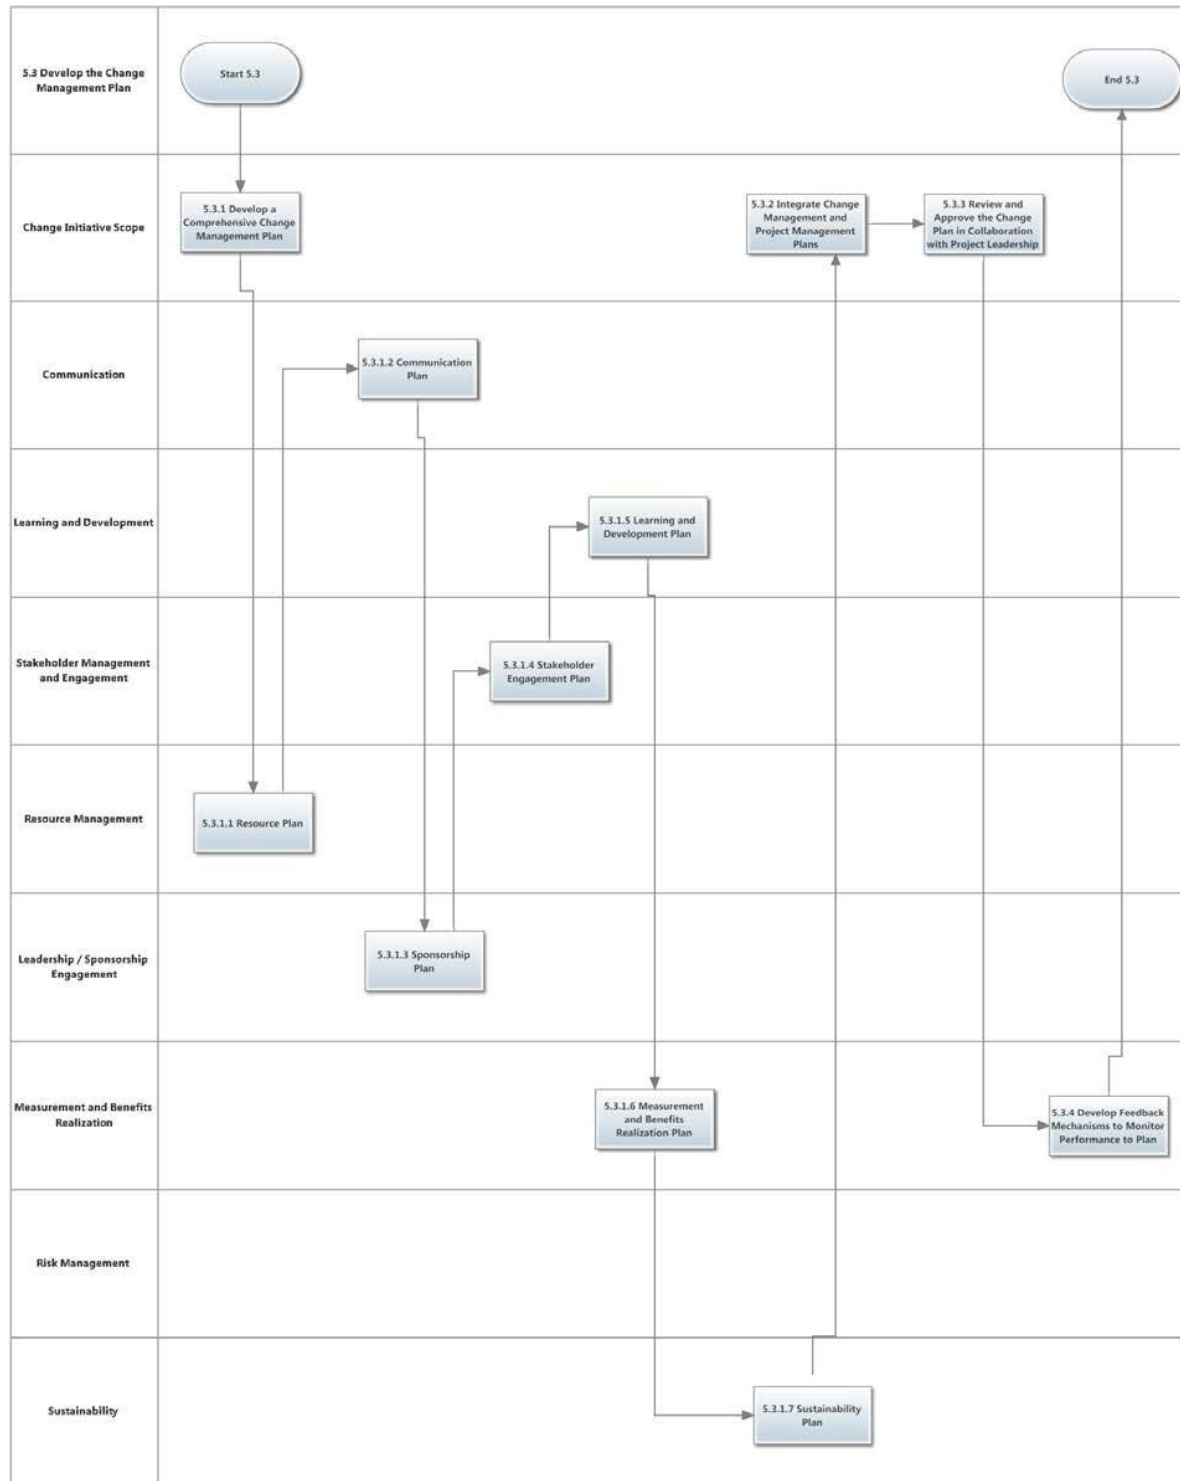 5.3 Develop the Change
Management Plan
Start 5.3
End 5.3
Change Initiative Scope
5.3.1 Develop a
Comprehensive Change
Management Plan
5.3.2 Integrate Change
Management and
Project Management
Plans
5.3.3 Review and
Approve the Change
Plan in Collaboration
with Project Leadership
Communication
5.3.1.2 Communication
Plan
Learning and Development
5.3.1.5 Learning and
Development Plan
Stakeholder Management
and Engagement
5.3.1.4 Stakeholder
Engagement Plan
Resource Management
5.3.1.1 Resource Plan
Leadership / Sponsorship
Engagement
5.3.1.3 Sponsorship
Plan
Measurement and Benefits
Realization
5.3.1.6 Measurement
and Benefits
Realization Plan
5.3.4 Develop Feedback
Mechanisms to Monitor
Performance to Plan
Risk Management
Sustainability
5.3.1.7 Sustainability
Plan